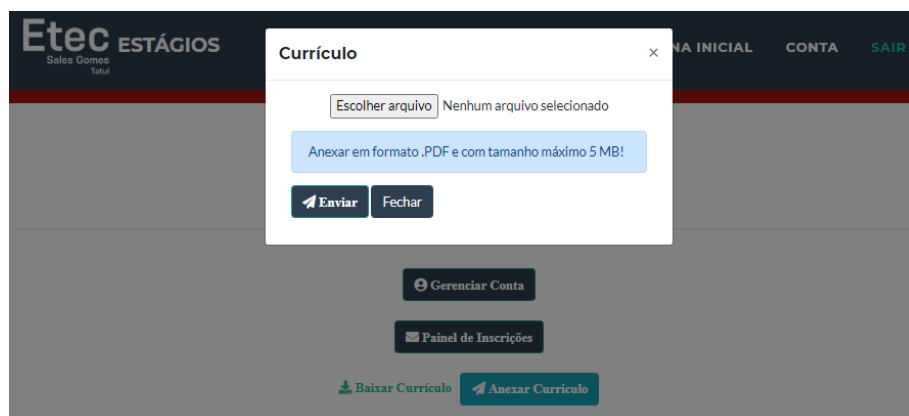 Etec ESTÁGIOS
Sales Gomes
Tatuí
NA INICIAL CONTA SAIR
Currículo ×
Escolher arquivo Nenhum arquivo selecionado
Anexar em formato .PDF e com tamanho máximo 5 MB!
Enviar Fechar
Gerenciar Conta
Painel de Inscrições
Baixar Currículo Anexar Curriculo